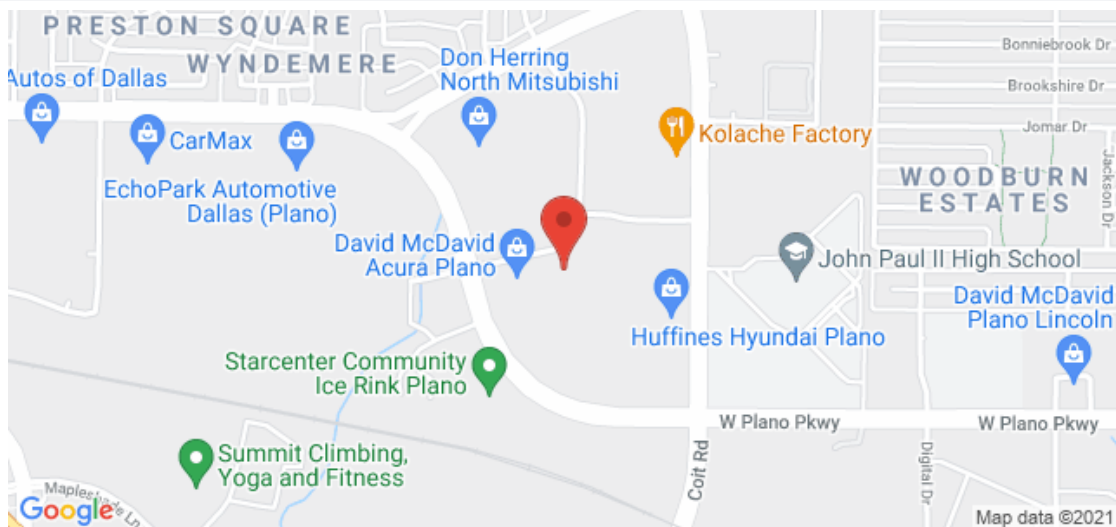 PRESTON SQUARE
WYNDEMERE
Don Herring
North Mitsubishi
Autos of Dallas
CarMax
EchoPark Automotive
Dallas (Plano)
Kolache Factory
Bonniebrook Dr
Brookshire Dr
Jomar Dr
Jackson Dr
WOODBURN
ESTATES
David McDavid
Acura Plano
John Paul II High School
Huffines Hyundai Plano
David McDavid
Plano Lincoln
Starcenter Community
Ice Rink Plano
W Plano Pkwy
W Plano Pkwy
Summit Climbing,
Yoga and Fitness
Coit Rd
Digital Dr
Mapleshade Ln
Google
Map data ©2021